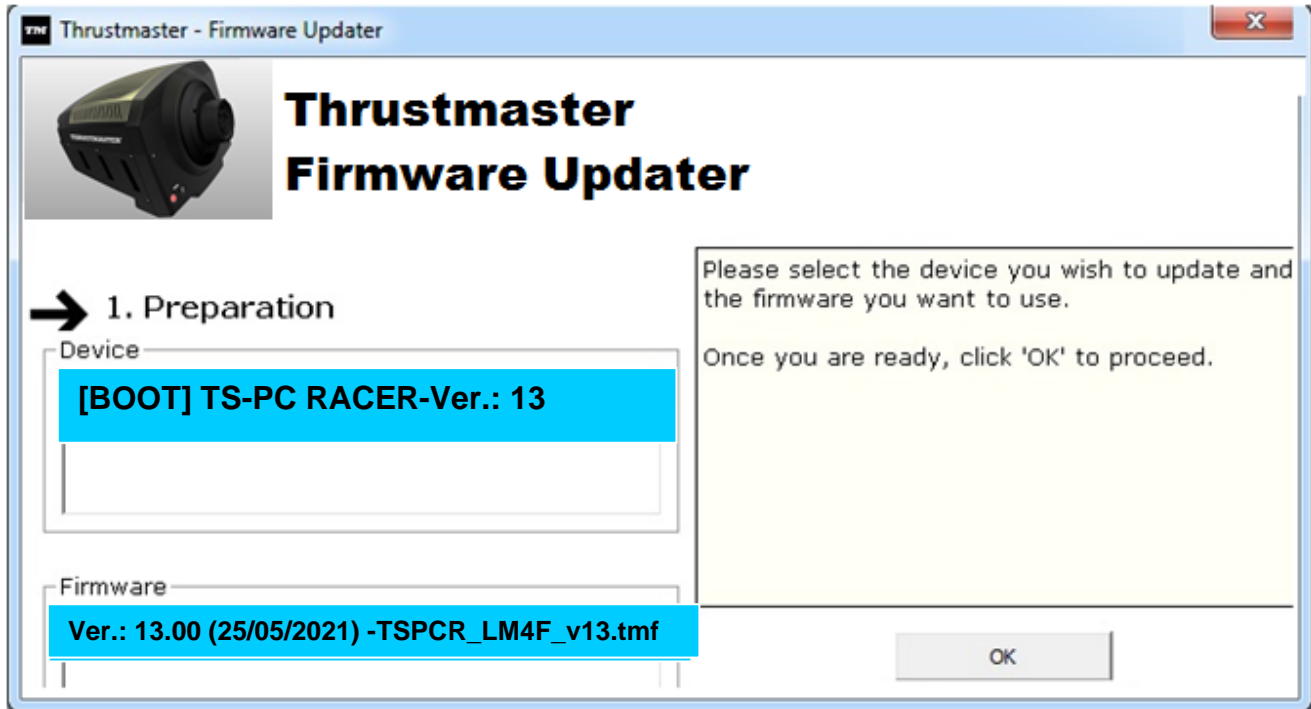 TM Thrustmaster - Firmware Updater
Thrustmaster
Firmware Updater
1. Preparation
Device
[BOOT] TS-PC RACER-Ver.: 13
Firmware
Ver.: 13.00 (25/05/2021) -TSPCR_LM4F_v13.tmf
Please select the device you wish to update and
the firmware you want to use.
Once you are ready, click 'OK' to proceed.
OK